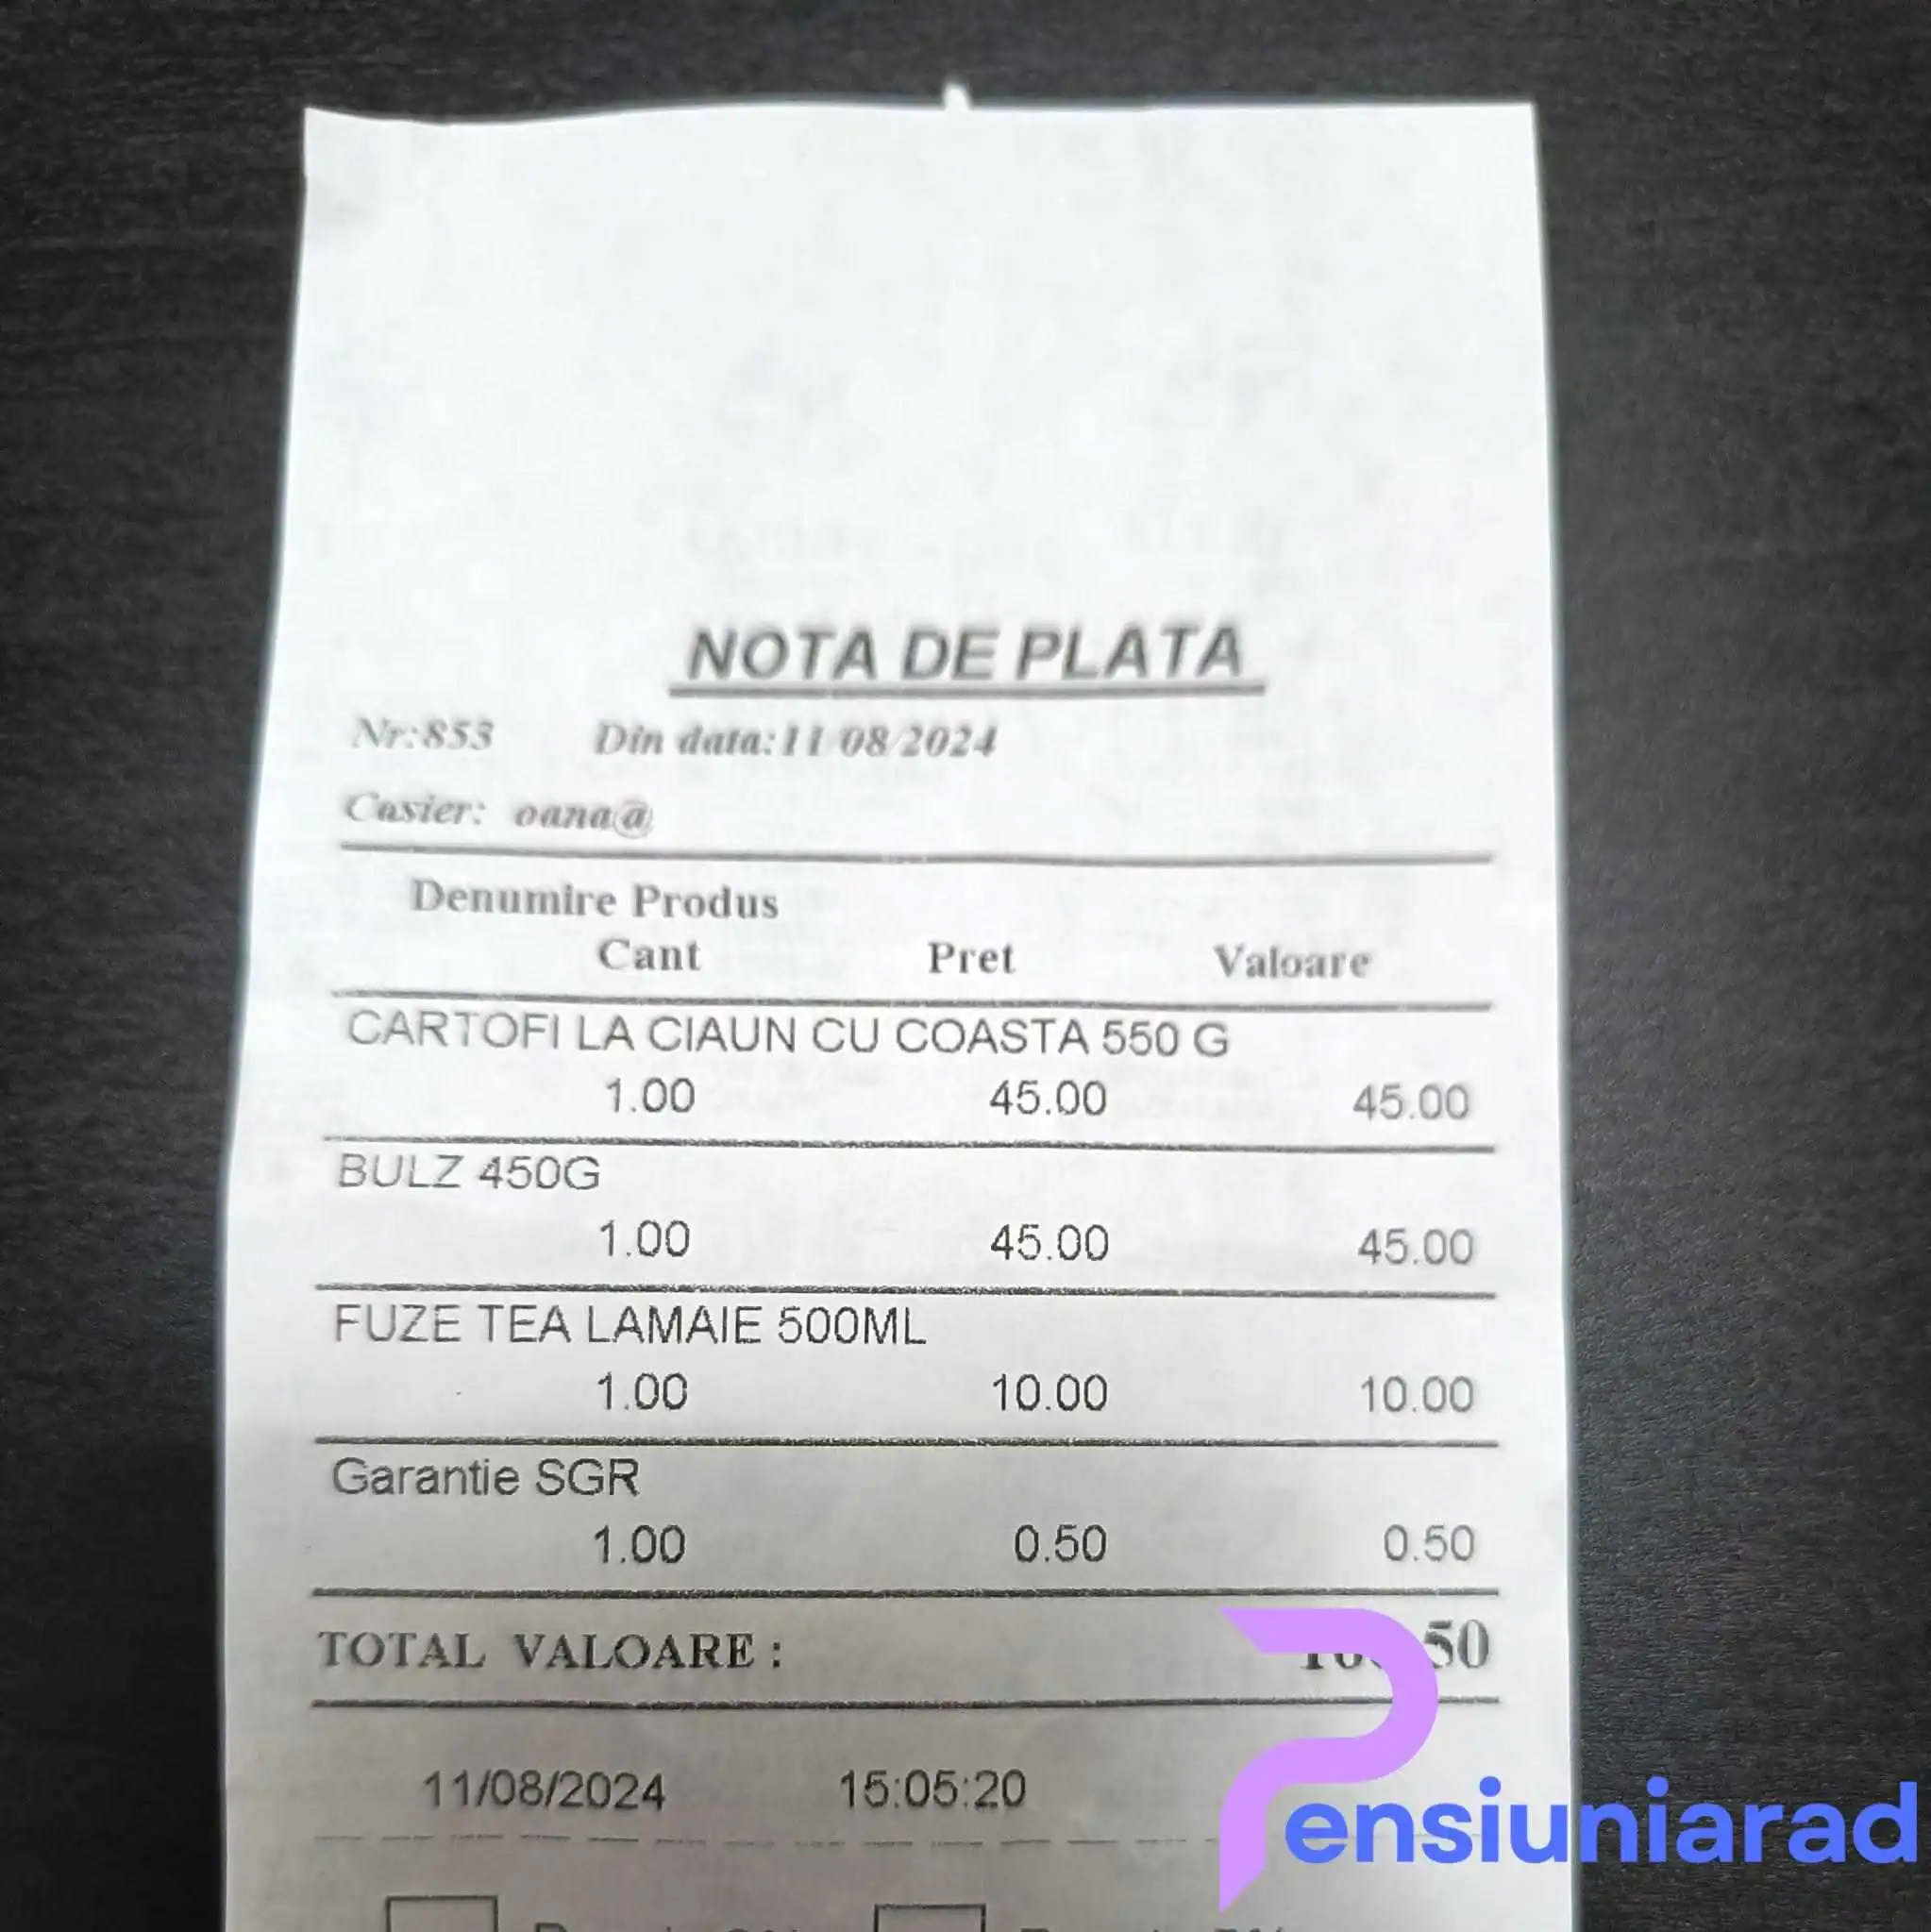 NOTA DE PLATA
Nr:853 Din data:11/08/2024
Casier: oana@
Denumire Produs
Cant Pret Valoare
CARTOFI LA CIAUN CU COASTA 550 G
1.00 45.00 45.00
BULZ 450G
1.00 45.00 45.00
FUZE TEA LAMAIE 500ML
1.00 10.00 10.00
Garantie SGR
1.00 0.50 0.50
TOTAL VALOARE :
11/08/2024 15:05:20
Pensiuniarad